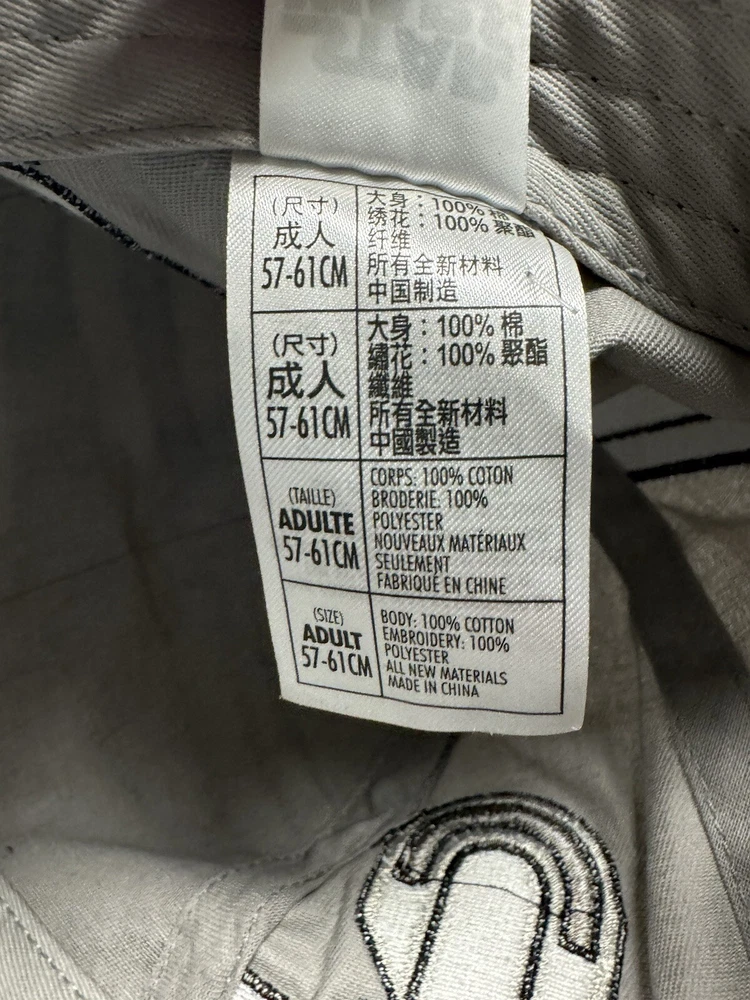 (尺寸)
成人
57-61CM
大身：100% 棉
绣花：100% 聚酯
纤维
所有全新材料
中国制造
(尺寸)
成人
57-61CM
大身：100% 棉
繡花：100% 聚酯
纖維
所有全新材料
中國製造
(TAILLE)
ADULTE
57-61CM
CORPS: 100% COTON
BRODERIE: 100%
POLYESTER
NOUVEAUX MATÉRIAUX
SEULEMENT
FABRIQUÉ EN CHINE
(SIZE)
ADULT
57-61CM
BODY: 100% COTTON
EMBROIDERY: 100%
POLYESTER
ALL NEW MATERIALS
MADE IN CHINA